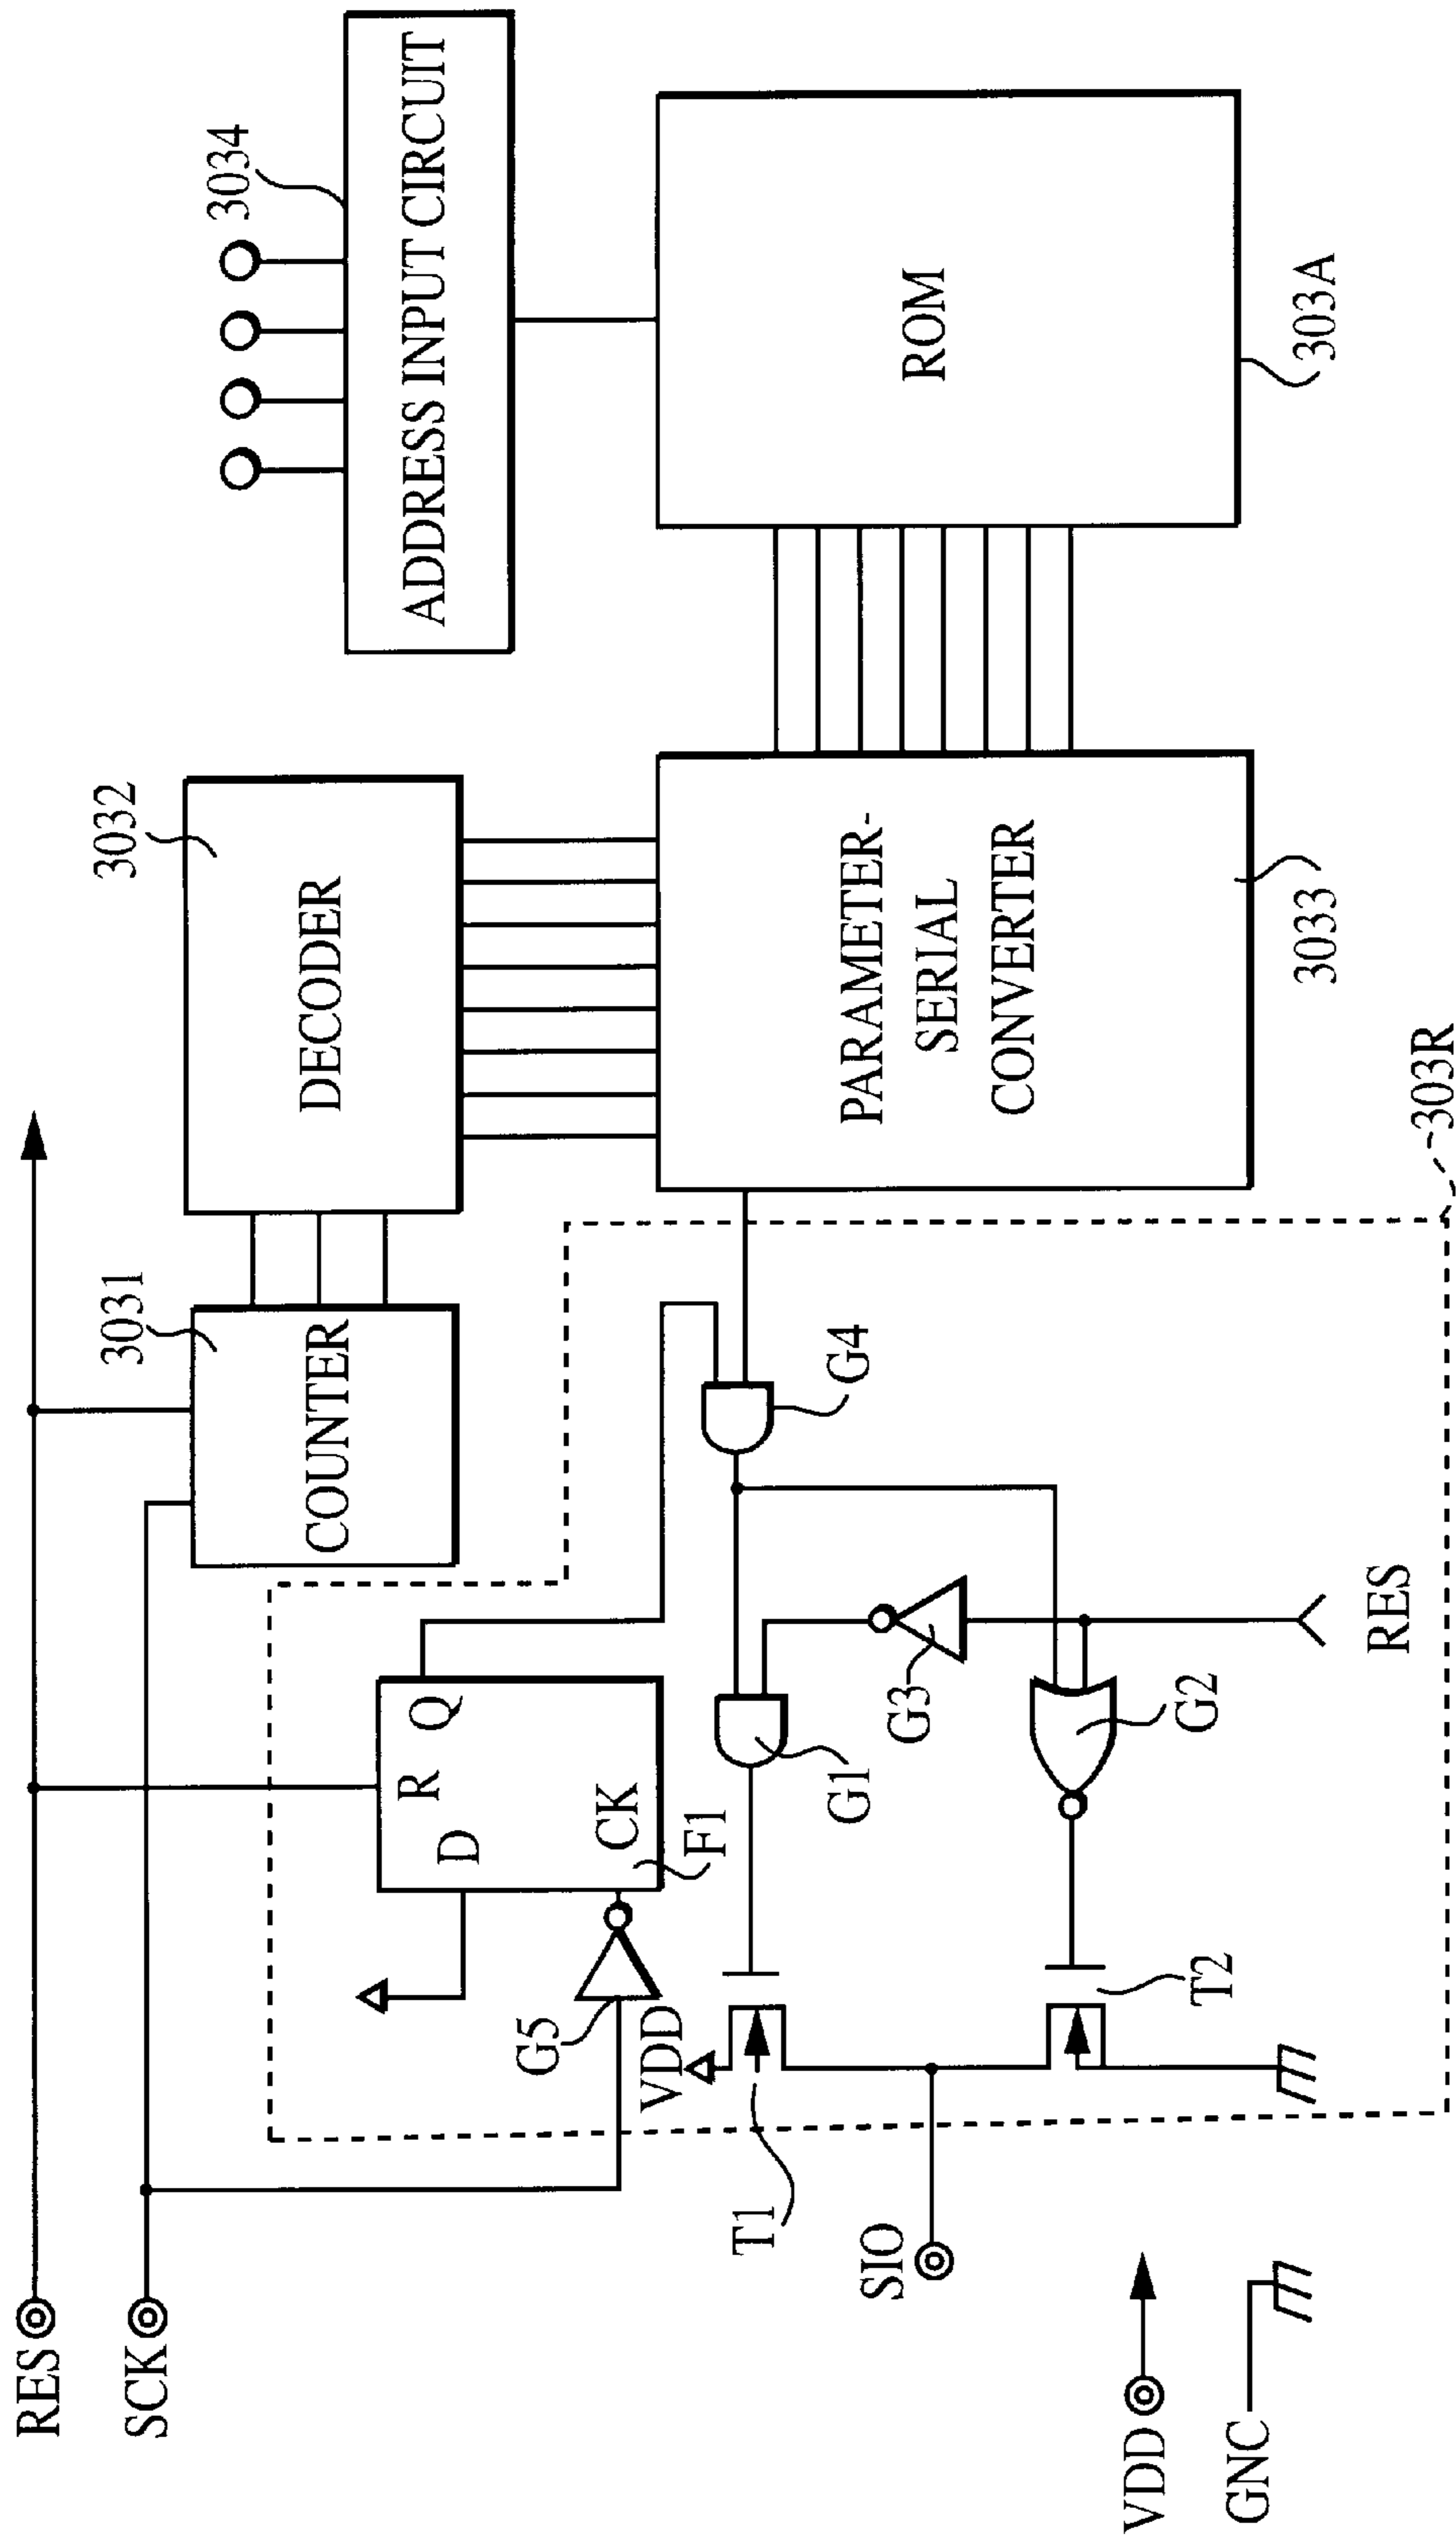 RES
SCK
COUNTER
3031
DECODER
3032
ADDRESS INPUT CIRCUIT
3034
D
R
Q
CK
F1
G5
VDD
T1
SIO
G1
G3
G4
PARAMETER-
SERIAL
CONVERTER
3033
ROM
303A
T2
G2
RES
303R
VDD
GNC